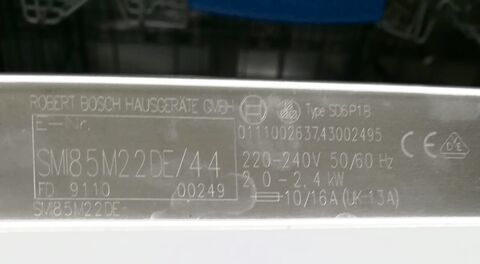 ROBERT BOSCH HAUSGERÄTE GMBH Type SD6P1B
E-Nr. 011100263743002495
SMI85M22DE/44 220-240V 50/60 Hz
FD 9110 00249 2,0-2,4 kW
SMI85M22DE 10/16A (UK-13A)